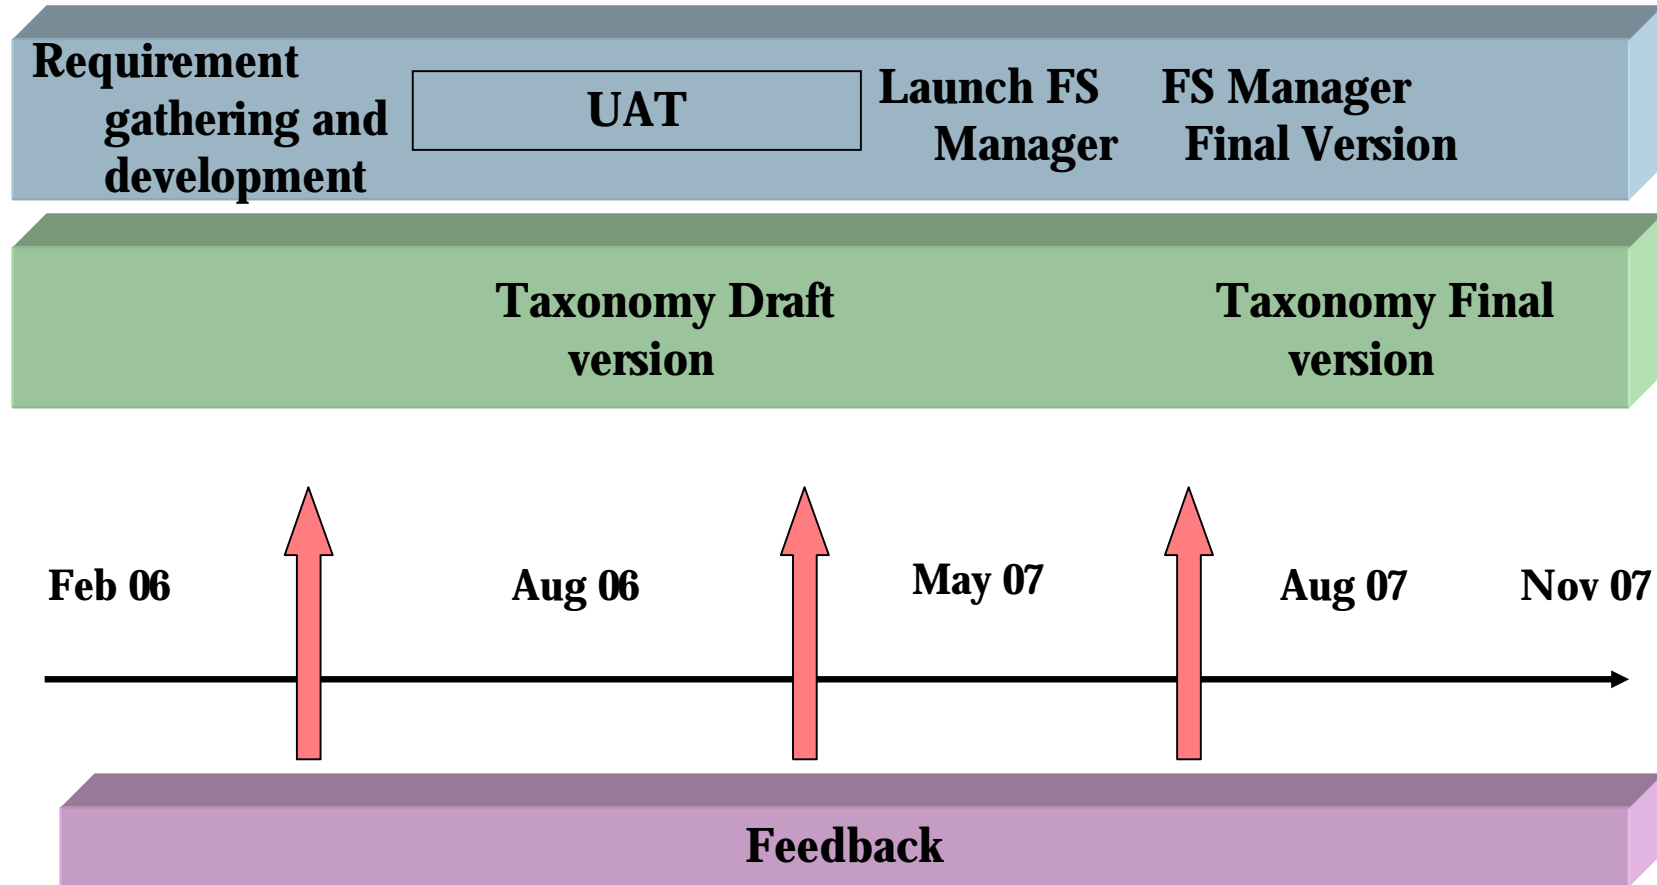 Requirement
gathering and
development
UAT
Launch FS
Manager
FS Manager
Final Version
Taxonomy Draft
version
Taxonomy Final
version
Feb 06
Aug 06
May 07
Aug 07
Nov 07
Feedback